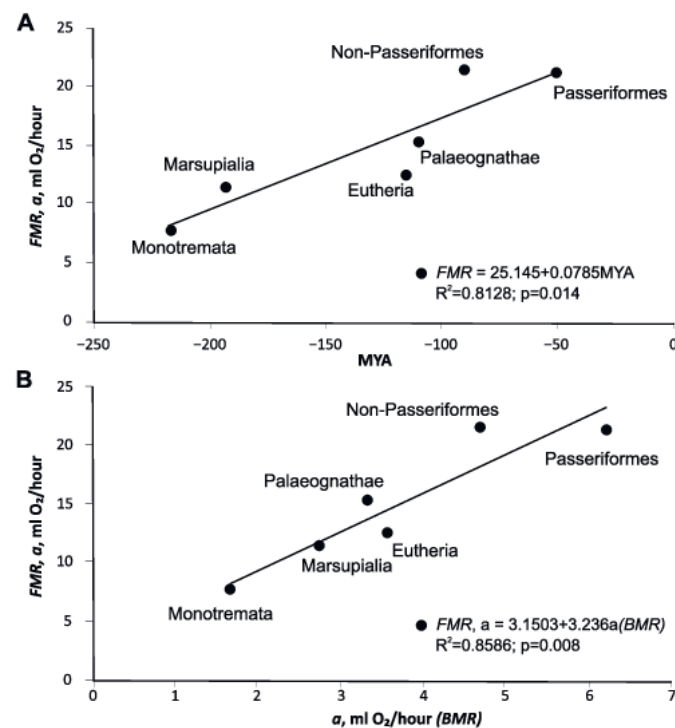 A
25
20
15
10
5
0
FMR, a, ml O₂/hour
Non-Passeriformes
Passeriformes
Marsupialia
Palaeognathae
Eutheria
Monotremata
FMR = 25.145+0.0785MYA
R²=0.8128; p=0.014
−250 −200 −150 −100 −50 0
MYA
B
25
20
15
10
5
0
FMR, a, ml O₂/hour
Non-Passeriformes
Passeriformes
Palaeognathae
Eutheria
Marsupialia
Monotremata
FMR, a = 3.1503+3.236a(BMR)
R²=0.8586; p=0.008
0 1 2 3 4 5 6 7
a, ml O₂/hour (BMR)